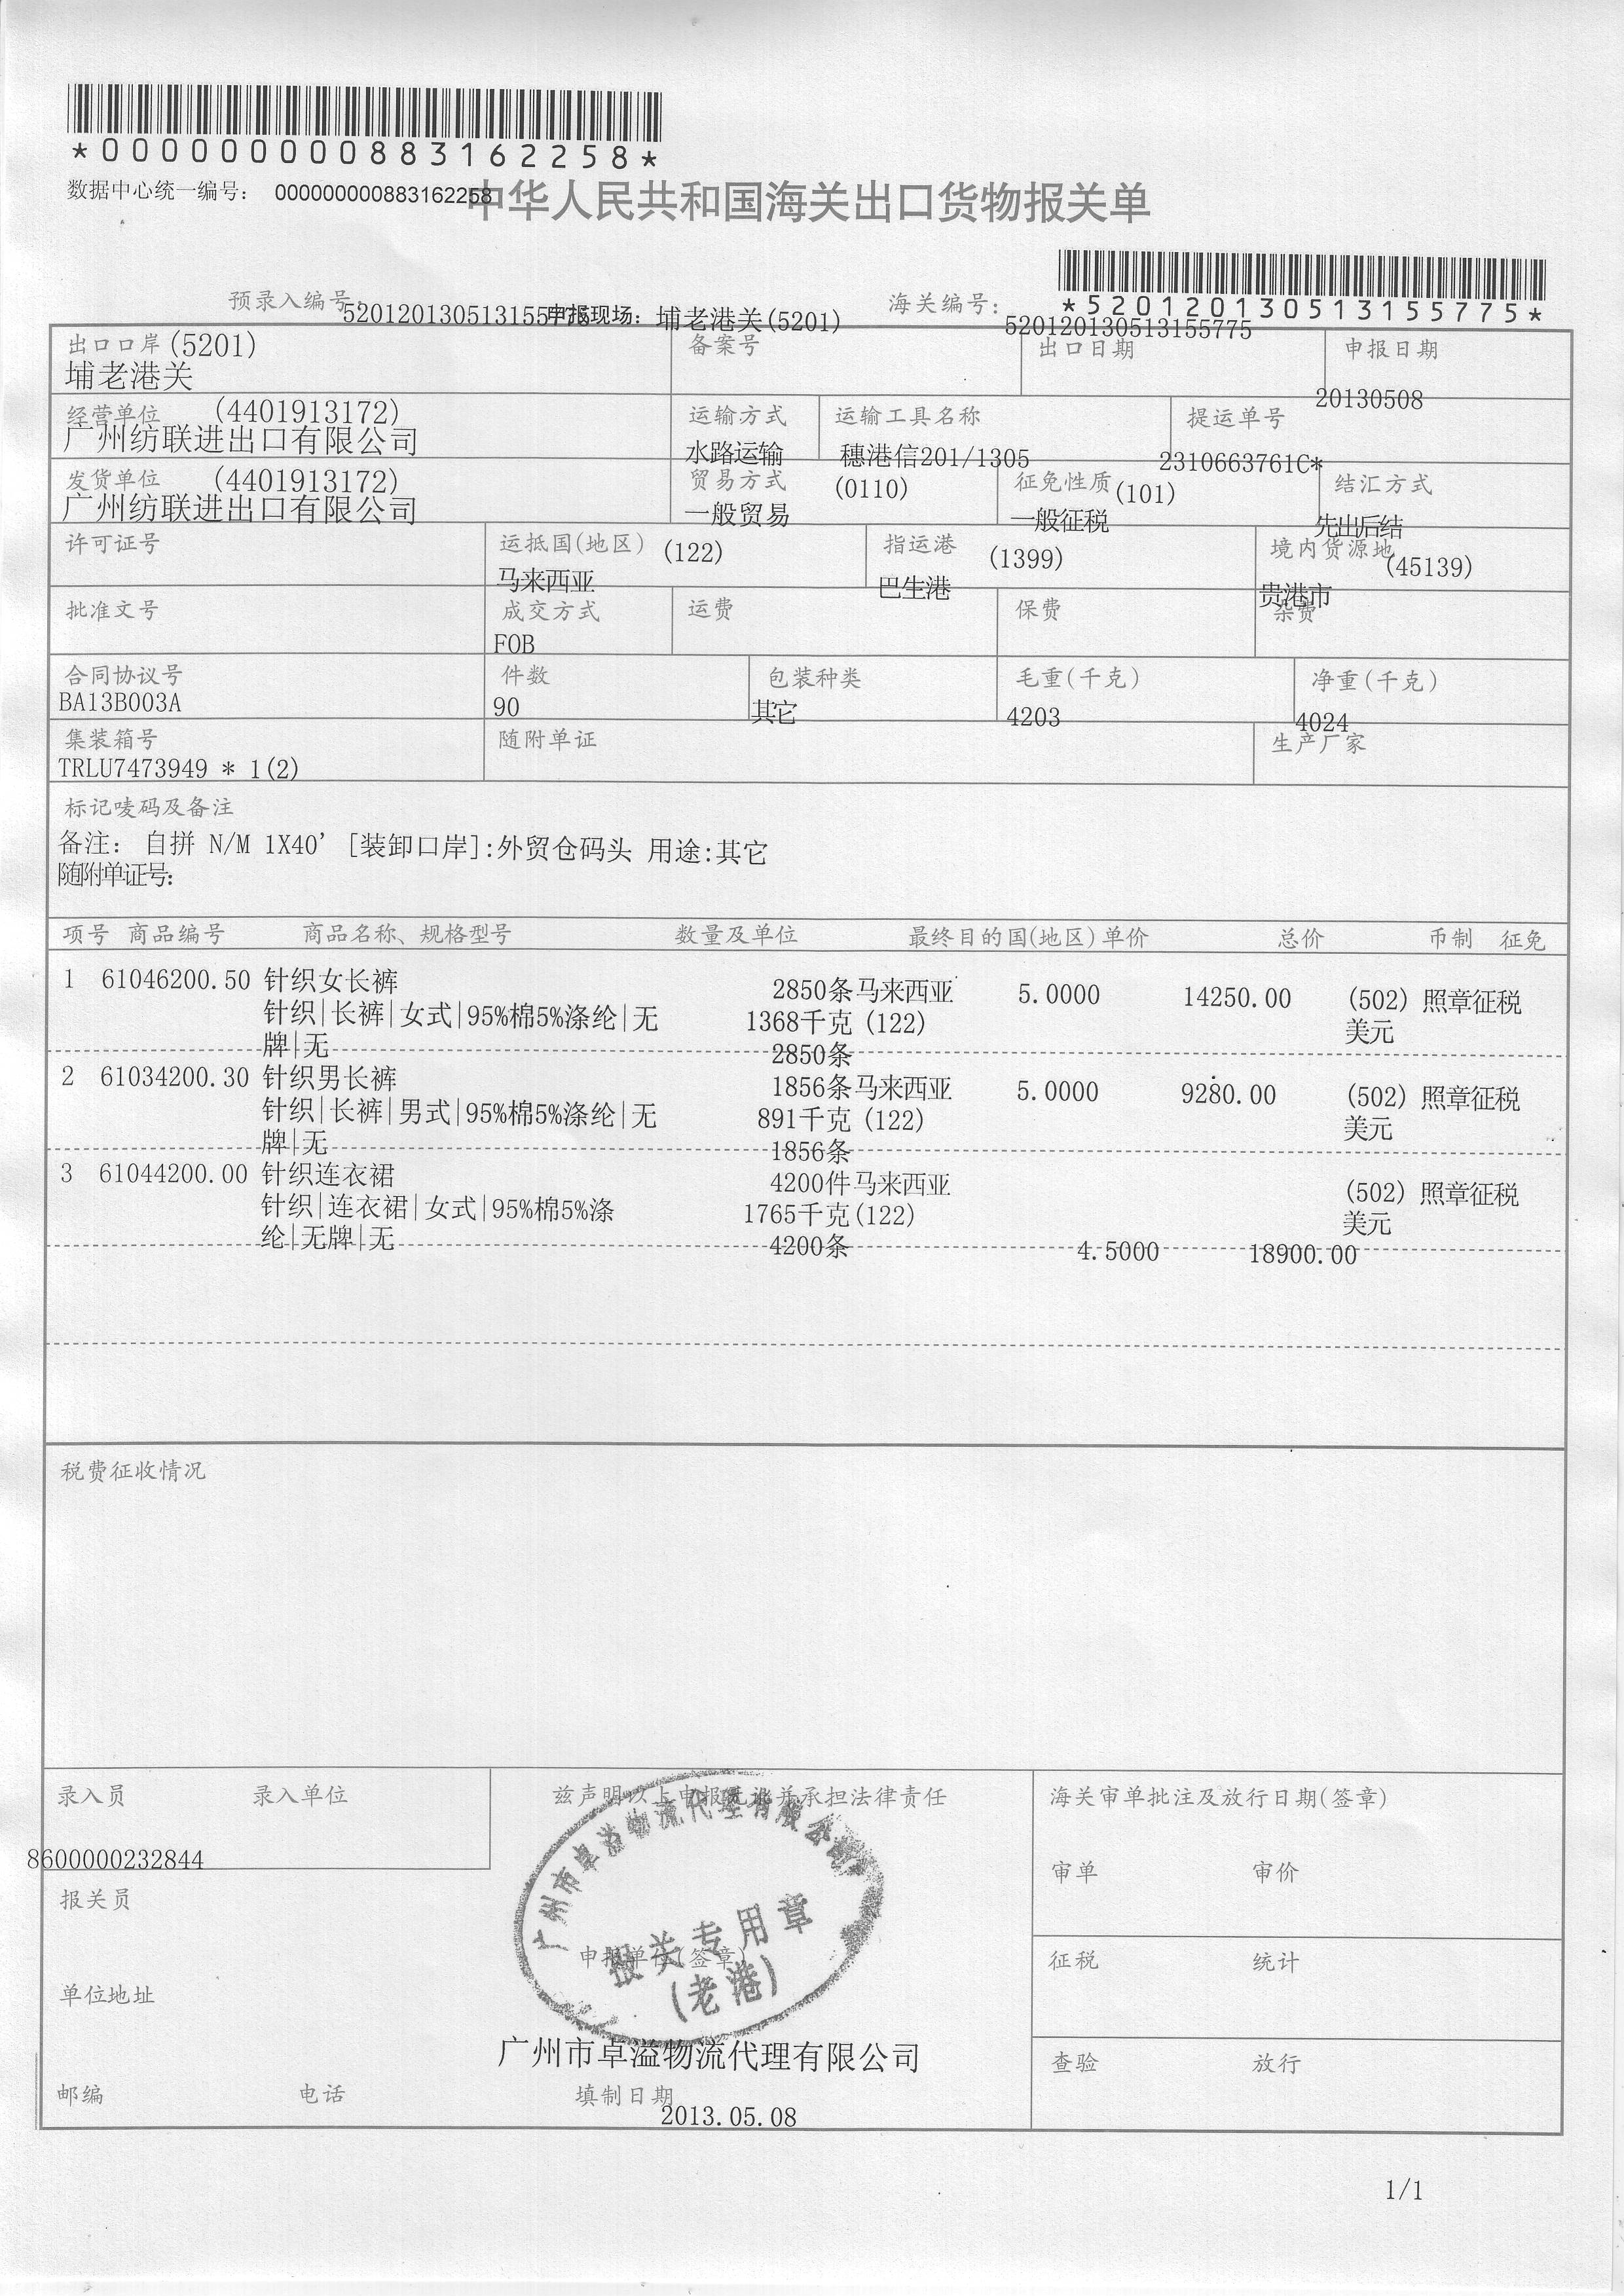 *000000000883162258*
数据中心统一编号: 000000000883162258
中华人民共和国海关出口货物报关单
预录入编号: 申报现场: 埔老港关(5201) 海关编号: 520120130513155775
*520120130513155775*
出口口岸(5201) 备案号 出口日期 申报日期
埔老港关 20130508
经营单位 (4401913172) 运输方式 运输工具名称 提运单号
广州纺联进出口有限公司 水路运输 穗港信201/1305 2310663761C*
发货单位 (4401913172) 贸易方式 (0110) 征免性质(101) 结汇方式
广州纺联进出口有限公司 一般贸易 一般征税 先出后结
许可证号 运抵国(地区) (122) 指运港 (1399) 境内货源地 (45139)
马来西亚 巴生港 贵港市
批准文号 成交方式 运费 保费 杂费
FOB
合同协议号 件数 包装种类 毛重(千克) 净重(千克)
BA13B003A 90 其它 4203 4024
集装箱号 随附单证 生产厂家
TRLU7473949 * 1(2)
标记唛码及备注
备注: 自拼 N/M 1X40' [装卸口岸]:外贸仓码头 用途:其它
随附单证号:
项号 商品编号 商品名称、规格型号 数量及单位 最终目的国(地区) 单价 总价 币制 征免
1 61046200.50 针织女长裤 2850条 马来西亚 5.0000 14250.00 (502) 照章征税
针织|长裤|女式|95%棉5%涤纶|无 1368千克 (122) 美元
牌|无 2850条
2 61034200.30 针织男长裤 1856条 马来西亚 5.0000 9280.00 (502) 照章征税
针织|长裤|男式|95%棉5%涤纶|无 891千克 (122) 美元
牌|无 1856条
3 61044200.00 针织连衣裙 4200件 马来西亚 (502) 照章征税
针织|连衣裙|女式|95%棉5%涤 1765千克 (122) 美元
纶|无牌|无 4200条 4.5000 18900.00
税费征收情况
录入员 录入单位 兹声明以上申报无讹并承担法律责任 海关审单批注及放行日期(签章)
8600000232844 审单 审价
报关员
广州市卓溢物流代理有限公司
报关专用章
(老港)
申报单位(签章) 征税 统计
单位地址
广州市卓溢物流代理有限公司 查验 放行
邮编 电话 填制日期
2013.05.08
1/1